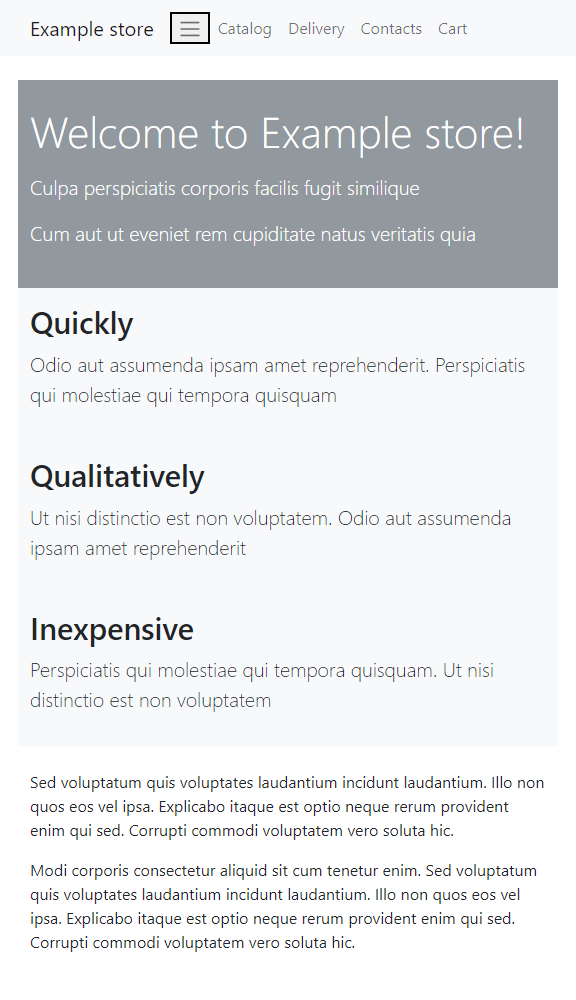 Example store
Catalog Delivery Contacts Cart
Welcome to Example store!
Culpa perspiciatis corporis facilis fugit similique
Cum aut ut eveniet rem cupiditate natus veritatis quia
Quickly
Odio aut assumenda ipsam amet reprehenderit. Perspiciatis
qui molestiae qui tempora quisquam
Qualitatively
Ut nisi distinctio est non voluptatem. Odio aut assumenda
ipsam amet reprehenderit
Inexpensive
Perspiciatis qui molestiae qui tempora quisquam. Ut nisi
distinctio est non voluptatem
Sed voluptatum quis voluptates laudantium incidunt laudantium. Illo non
quos eos vel ipsa. Explicabo itaque est optio neque rerum provident
enim qui sed. Corrupti commodi voluptatem vero soluta hic.
Modi corporis consectetur aliquid sit cum tenetur enim. Sed voluptatum
quis voluptates laudantium incidunt laudantium. Illo non quos eos vel
ipsa. Explicabo itaque est optio neque rerum provident enim qui sed.
Corrupti commodi voluptatem vero soluta hic.